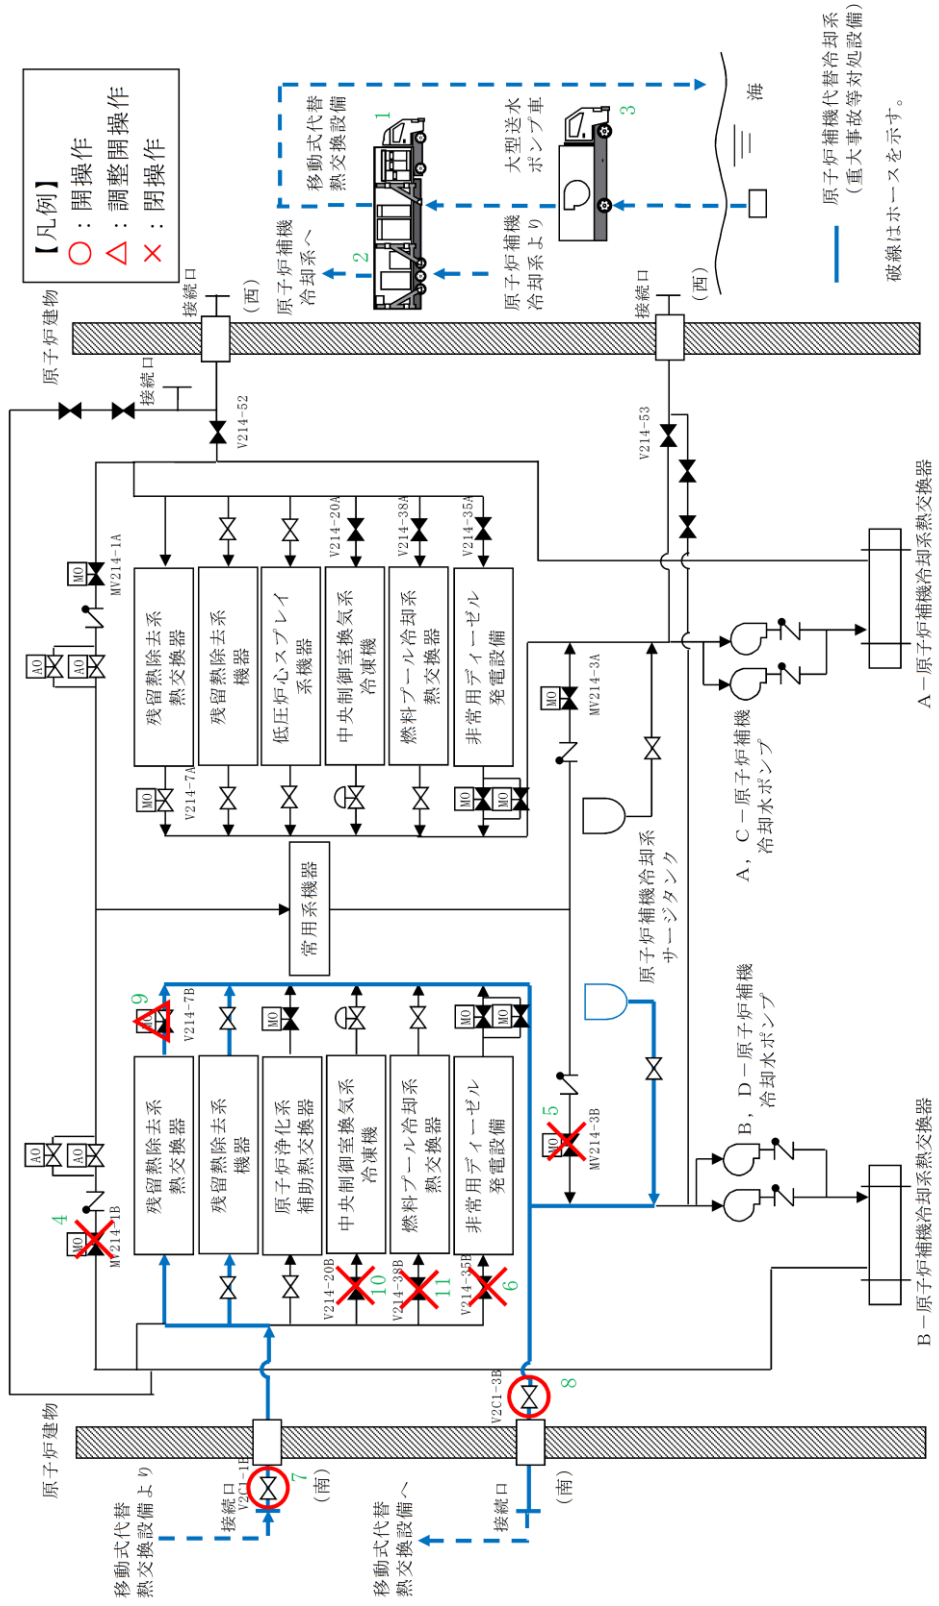 【凡例】
○：開操作
△：調整開操作
×：閉操作
原子炉建物
原子炉建物
移動式代替
熱交換設備より
接続口
V2C1-1B
7
(南)
移動式代替
熱交換設備へ
接続口
(南)
V2C1-3B
8
AO
AO
MO
4
MV214-1B
残留熱除去系
熱交換器
残留熱除去系
機器
原子炉浄化系
補助熱交換器
中央制御室換気系
冷凍機
燃料プール冷却系
熱交換器
非常用ディーゼル
発電設備
V214-20B
10
V214-38B
11
V214-35B
6
MO
9
V214-7B
MO
MO
MO
MO
5
MV214-3B
常用系機器
AO
AO
MO
MV214-1A
残留熱除去系
熱交換器
残留熱除去系
機器
低圧炉心スプレイ
系機器
中央制御室換気系
冷凍機
燃料プール冷却系
熱交換器
非常用ディーゼル
発電設備
MO
V214-7A
MO
MO
V214-20A
V214-38A
V214-35A
MO
MV214-3A
接続口
V214-52
V214-53
接続口
(西)
接続口
(西)
原子炉補機冷却系
サージタンク
B，D－原子炉補機
冷却水ポンプ
A，C－原子炉補機
冷却水ポンプ
B－原子炉補機冷却系熱交換器
A－原子炉補機冷却系熱交換器
原子炉補機
冷却系へ
2
移動式代替
熱交換設備
1
原子炉補機
冷却系より
大型送水
ポンプ車
3
海
原子炉補機代替冷却系
(重大事故等対処設備)
破線はホースを示す。